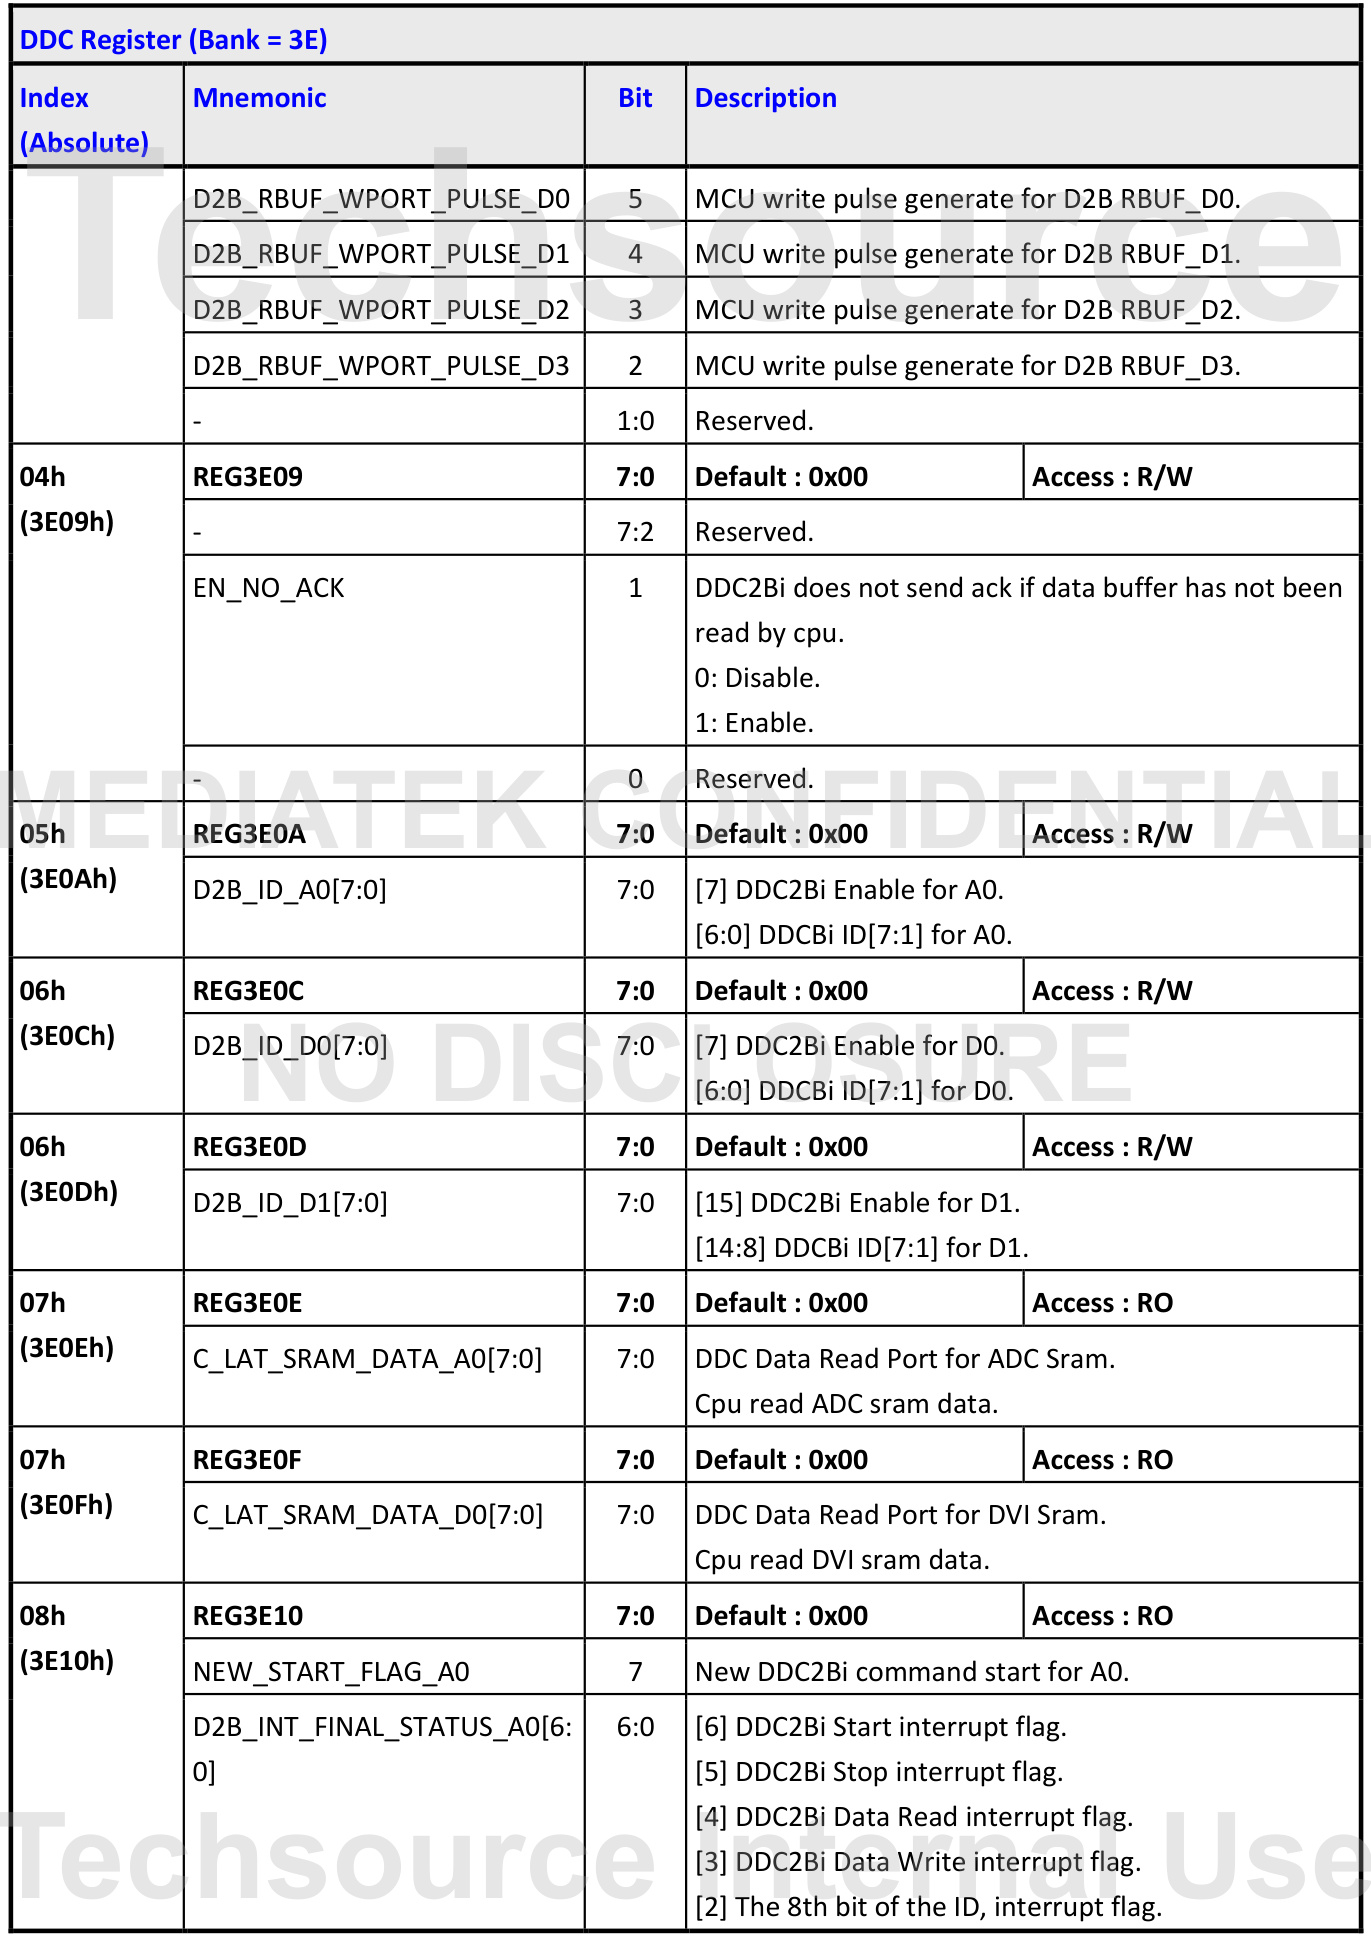 DDC Register (Bank = 3E)
Index Mnemonic Bit Description
(Absolute)
Techsource
D2B_RBUF_WPORT_PULSE_D0 5 MCU write pulse generate for D2B RBUF_D0.
D2B_RBUF_WPORT_PULSE_D1 4 MCU write pulse generate for D2B RBUF_D1.
D2B_RBUF_WPORT_PULSE_D2 3 MCU write pulse generate for D2B RBUF_D2.
D2B_RBUF_WPORT_PULSE_D3 2 MCU write pulse generate for D2B RBUF_D3.
- 1:0 Reserved.
04h REG3E09 7:0 Default : 0x00 Access : R/W
(3E09h)
- 7:2 Reserved.
EN_NO_ACK 1 DDC2Bi does not send ack if data buffer has not been
read by cpu.
0: Disable.
1: Enable.
- 0 Reserved.
MEDIATEK CONFIDENTIAL
05h REG3E0A 7:0 Default : 0x00 Access : R/W
(3E0Ah)
D2B_ID_A0[7:0] 7:0 [7] DDC2Bi Enable for A0.
[6:0] DDCBi ID[7:1] for A0.
06h REG3E0C 7:0 Default : 0x00 Access : R/W
(3E0Ch)
D2B_ID_D0[7:0] 7:0 [7] DDC2Bi Enable for D0.
NO DISCLOSURE
[6:0] DDCBi ID[7:1] for D0.
06h REG3E0D 7:0 Default : 0x00 Access : R/W
(3E0Dh)
D2B_ID_D1[7:0] 7:0 [15] DDC2Bi Enable for D1.
[14:8] DDCBi ID[7:1] for D1.
07h REG3E0E 7:0 Default : 0x00 Access : RO
(3E0Eh)
C_LAT_SRAM_DATA_A0[7:0] 7:0 DDC Data Read Port for ADC Sram.
Cpu read ADC sram data.
07h REG3E0F 7:0 Default : 0x00 Access : RO
(3E0Fh)
C_LAT_SRAM_DATA_D0[7:0] 7:0 DDC Data Read Port for DVI Sram.
Cpu read DVI sram data.
08h REG3E10 7:0 Default : 0x00 Access : RO
(3E10h)
NEW_START_FLAG_A0 7 New DDC2Bi command start for A0.
D2B_INT_FINAL_STATUS_A0[6: 6:0 [6] DDC2Bi Start interrupt flag.
0] [5] DDC2Bi Stop interrupt flag.
[4] DDC2Bi Data Read interrupt flag.
[3] DDC2Bi Data Write interrupt flag.
Techsource Internal Use
[2] The 8th bit of the ID, interrupt flag.